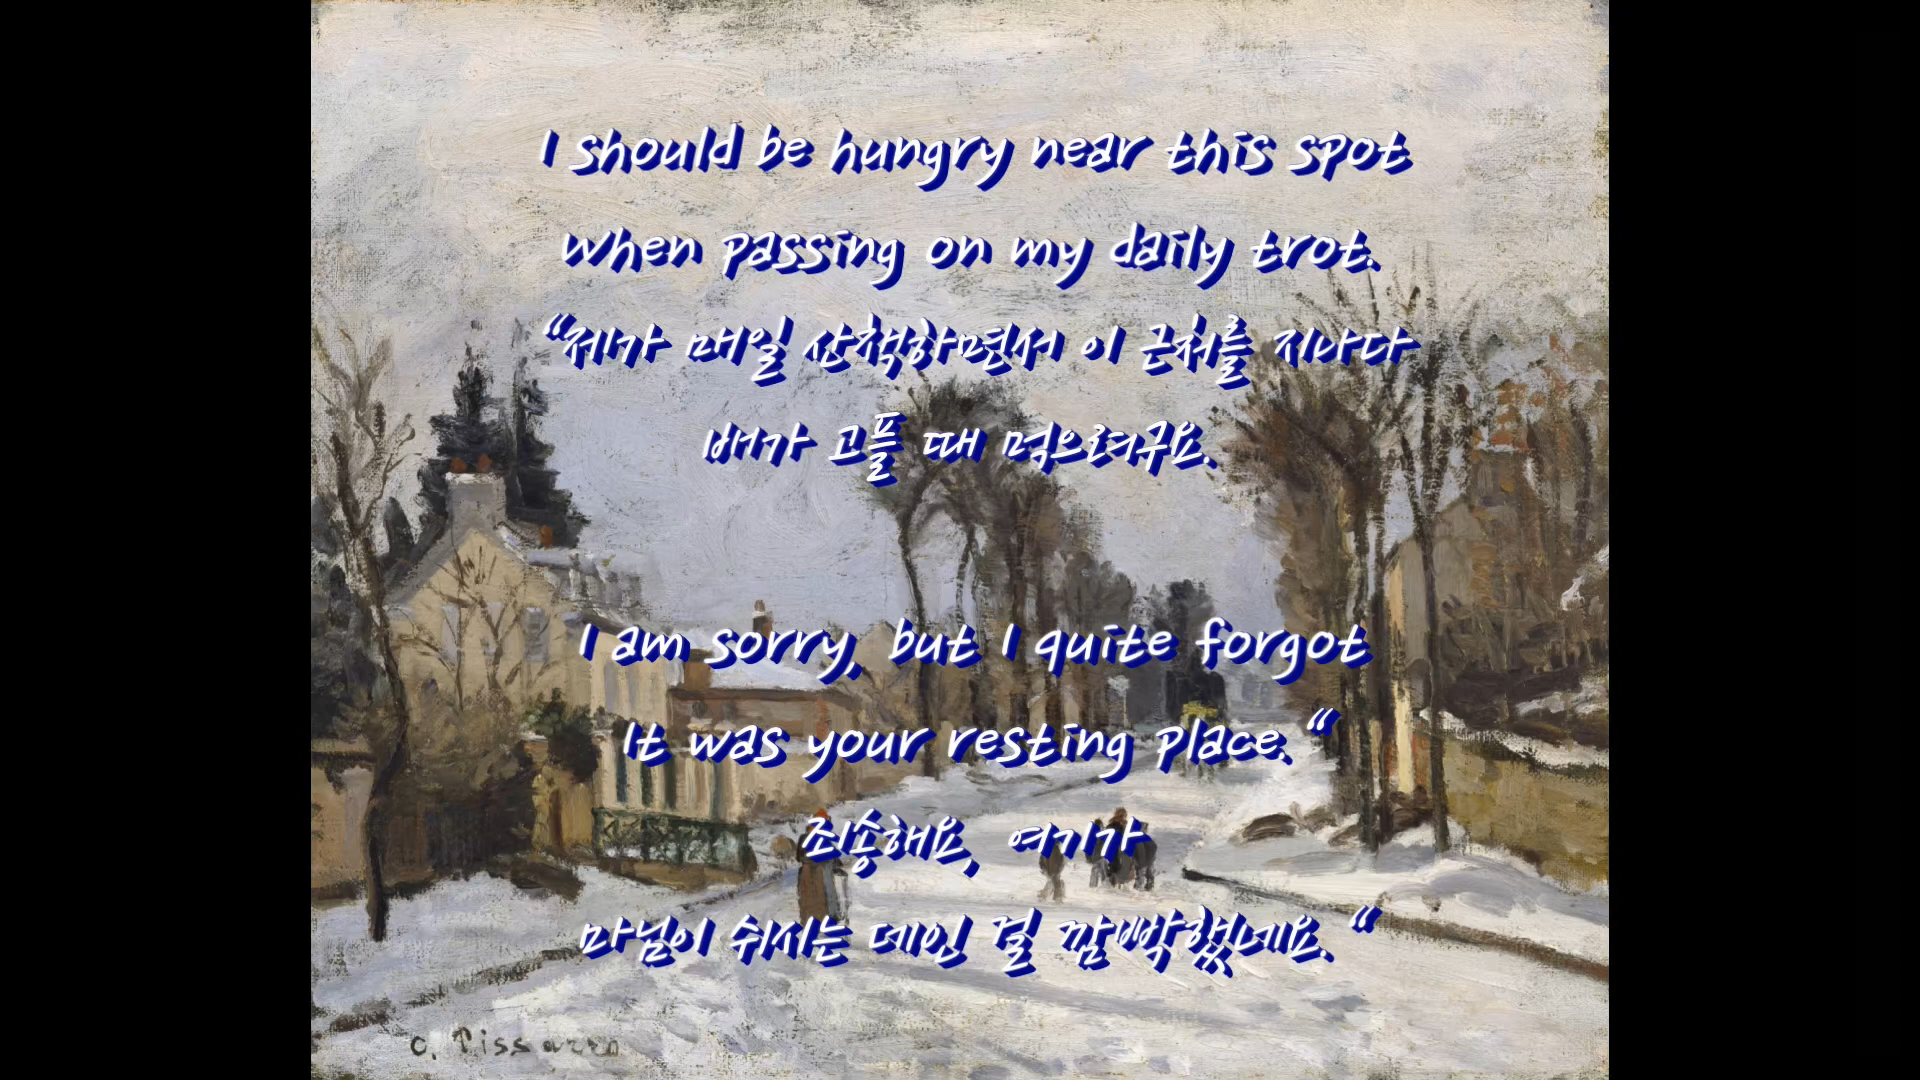 I should be hungry near this spot
When passing on my daily trot.
“제가 매일 산책하면서 이 근처를 지나다
배가 고플 때 먹으려구요.
I am sorry, but I quite forgot
It was your resting place.“
죄송해요, 여기가
마님이 쉬시는 데인 걸 깜빡했네요.“
C. Pissarro